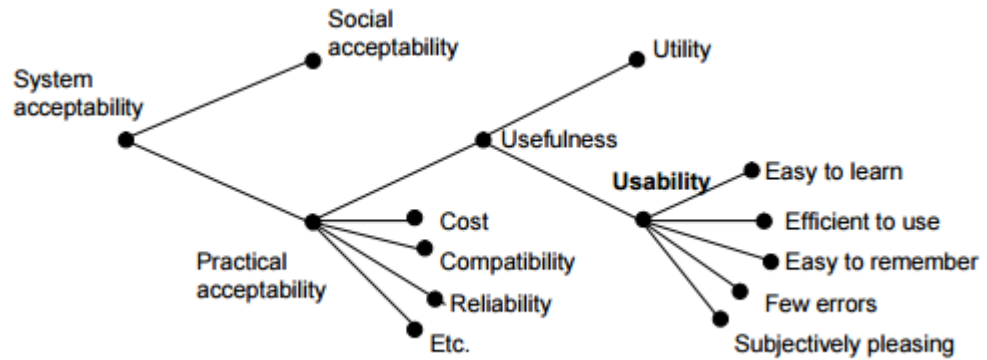 Social
acceptability
Utility
System
acceptability
Usefulness
Usability
Easy to learn
Cost
Efficient to use
Practical
acceptability
Compatibility
Easy to remember
Reliability
Few errors
Etc.
Subjectively pleasing